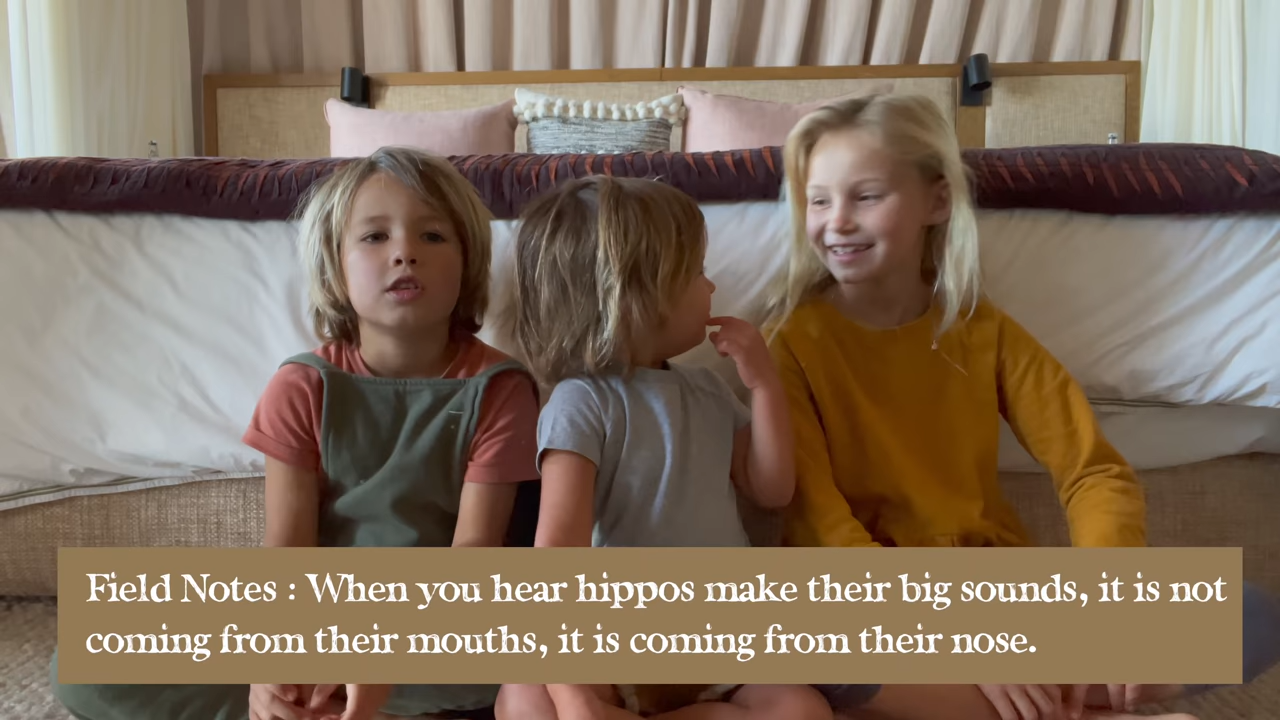 Field Notes : When you hear hippos make their big sounds, it is not
coming from their mouths, it is coming from their nose.